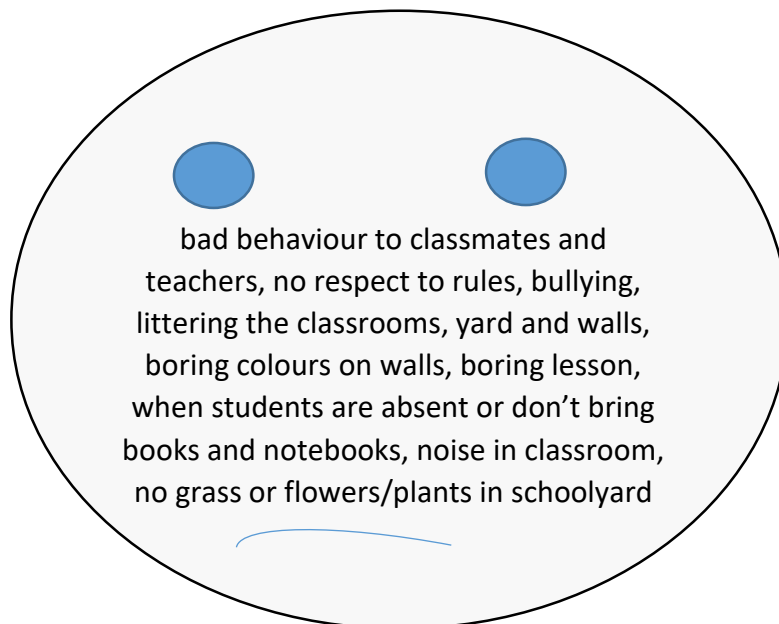 bad behaviour to classmates and
teachers, no respect to rules, bullying,
littering the classrooms, yard and walls,
boring colours on walls, boring lesson,
when students are absent or don’t bring
books and notebooks, noise in classroom,
no grass or flowers/plants in schoolyard